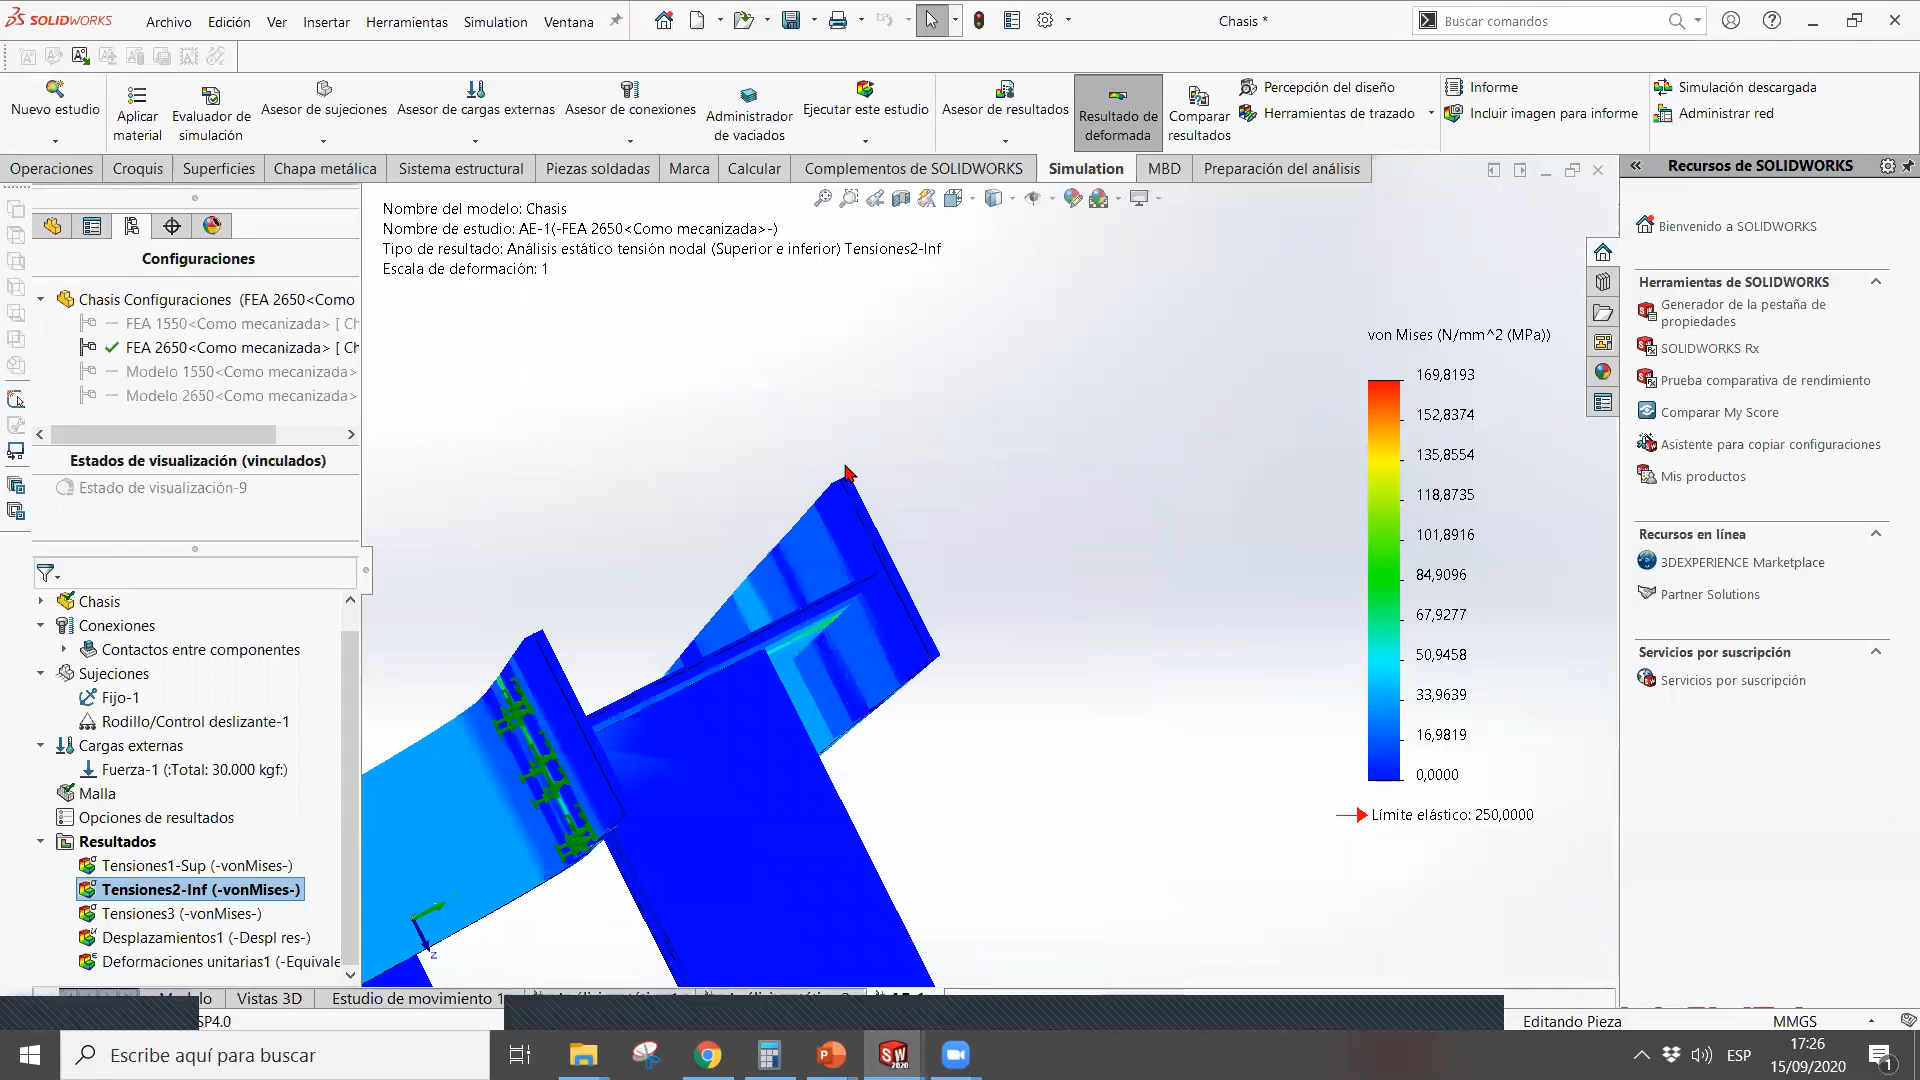 SOLIDWORKS
Archivo Edición Ver Insertar Herramientas Simulation Ventana
Chasis *
Buscar comandos
Nuevo estudio
Aplicar material
Evaluador de simulación
Asesor de sujeciones
Asesor de cargas externas
Asesor de conexiones
Administrador de vaciados
Ejecutar este estudio
Asesor de resultados
Resultado de deformada
Comparar resultados
Percepción del diseño
Herramientas de trazado
Informe
Incluir imagen para informe
Simulación descargada
Administrar red
Operaciones Croquis Superficies Chapa metálica Sistema estructural Piezas soldadas Marca Calcular Complementos de SOLIDWORKS Simulation MBD Preparación del análisis
Configuraciones
Chasis Configuraciones (FEA 2650<Como
FEA 1550<Como mecanizada> [ Ch
FEA 2650<Como mecanizada> [ Ch
Modelo 1550<Como mecanizada>
Modelo 2650<Como mecanizada>
Estados de visualización (vinculados)
Estado de visualización-9
Chasis
Conexiones
Contactos entre componentes
Sujeciones
Fijo-1
Rodillo/Control deslizante-1
Cargas externas
Fuerza-1 (:Total: 30.000 kgf:)
Malla
Opciones de resultados
Resultados
Tensiones1-Sup (-vonMises-)
Tensiones2-Inf (-vonMises-)
Tensiones3 (-vonMises-)
Desplazamientos1 (-Despl res-)
Deformaciones unitarias1 (-Equivale
Nombre del modelo: Chasis
Nombre de estudio: AE-1(-FEA 2650<Como mecanizada>-)
Tipo de resultado: Análisis estático tensión nodal (Superior e inferior) Tensiones2-Inf
Escala de deformación: 1
von Mises (N/mm^2 (MPa))
169,8193
152,8374
135,8554
118,8735
101,8916
84,9096
67,9277
50,9458
33,9639
16,9819
0,0000
Límite elástico: 250,0000
z
Recursos de SOLIDWORKS
Bienvenido a SOLIDWORKS
Herramientas de SOLIDWORKS
Generador de la pestaña de
propiedades
SOLIDWORKS Rx
Prueba comparativa de rendimiento
Comparar My Score
Asistente para copiar configuraciones
Mis productos
Recursos en línea
3DEXPERIENCE Marketplace
Partner Solutions
Servicios por suscripción
Servicios por suscripción
Vistas 3D Estudio de movimiento 1
SP4.0
Editando Pieza
MMGS
Escribe aquí para buscar
ESP
17:26
15/09/2020
1